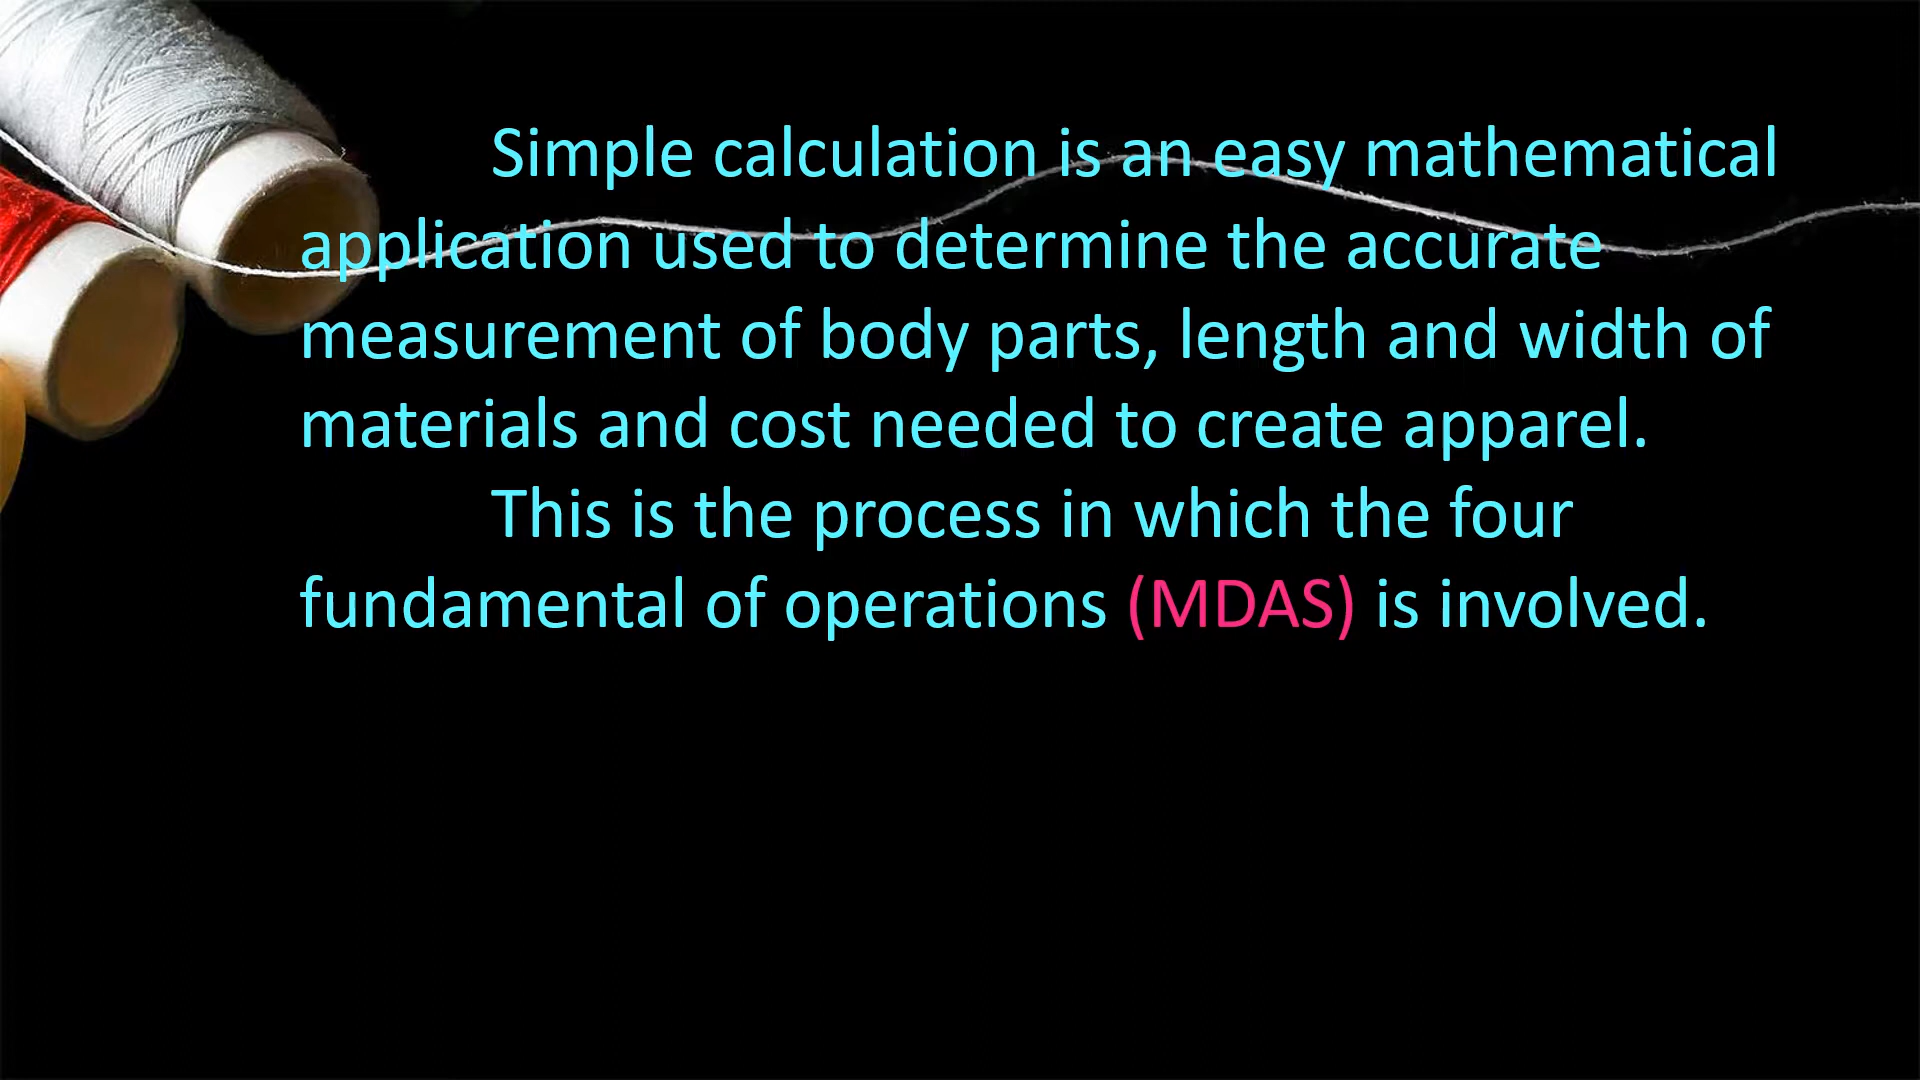 Simple calculation is an easy mathematical
application used to determine the accurate
measurement of body parts, length and width of
materials and cost needed to create apparel.
This is the process in which the four
fundamental of operations (MDAS) is involved.